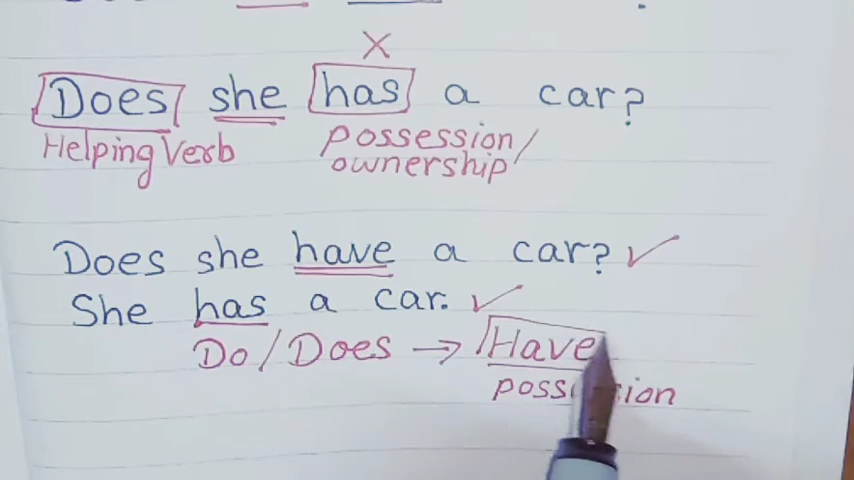 Does she has a car?
Helping Verb
possession/
ownership
Does she have a car? ✓
She has a car. ✓
Do/Does → Have